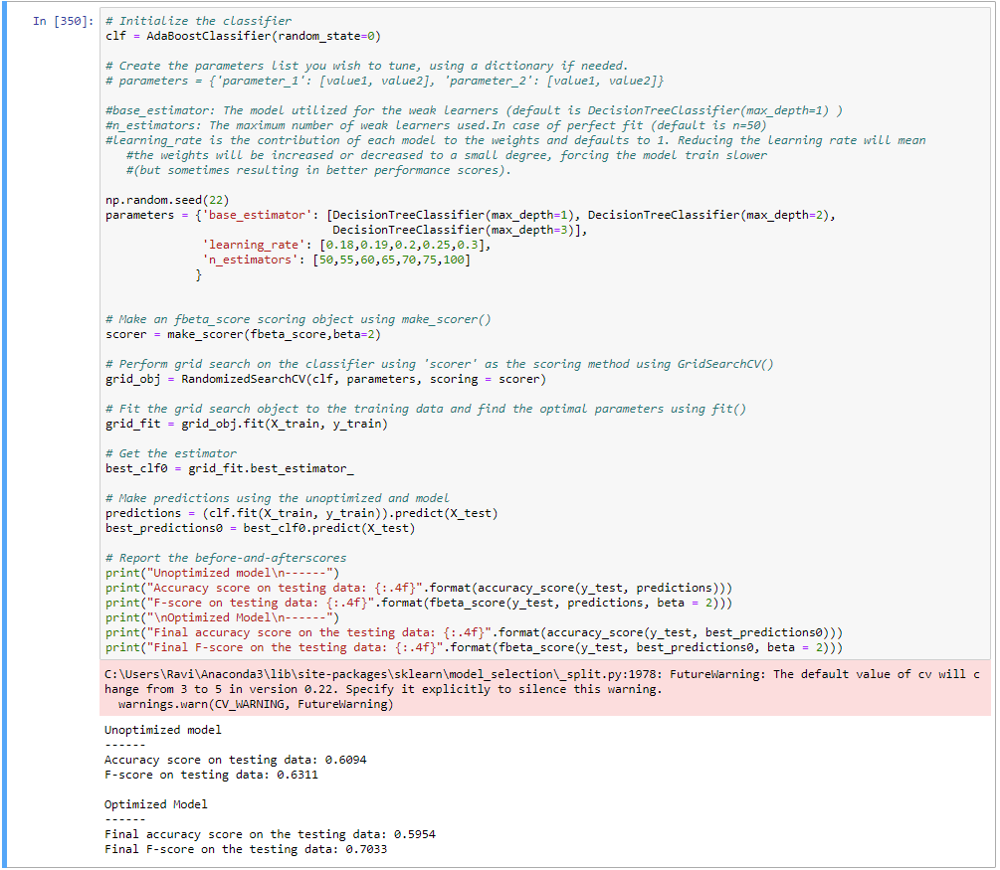 In [350]:
# Initialize the classifier
clf = AdaBoostClassifier(random_state=0)
# Create the parameters list you wish to tune, using a dictionary if needed.
# parameters = {'parameter_1': [value1, value2], 'parameter_2': [value1, value2]}
#base_estimator: The model utilized for the weak learners (default is DecisionTreeClassifier(max_depth=1) )
#n_estimators: The maximum number of weak learners used.In case of perfect fit (default is n=50)
#learning_rate is the contribution of each model to the weights and defaults to 1. Reducing the learning rate will mean
#the weights will be increased or decreased to a small degree, forcing the model train slower
#(but sometimes resulting in better performance scores).
np.random.seed(22)
parameters = {'base_estimator': [DecisionTreeClassifier(max_depth=1), DecisionTreeClassifier(max_depth=2),
DecisionTreeClassifier(max_depth=3)],
'learning_rate': [0.18,0.19,0.2,0.25,0.3],
'n_estimators': [50,55,60,65,70,75,100]
}
# Make an fbeta_score scoring object using make_scorer()
scorer = make_scorer(fbeta_score,beta=2)
# Perform grid search on the classifier using 'scorer' as the scoring method using GridSearchCV()
grid_obj = RandomizedSearchCV(clf, parameters, scoring = scorer)
# Fit the grid search object to the training data and find the optimal parameters using fit()
grid_fit = grid_obj.fit(X_train, y_train)
# Get the estimator
best_clf0 = grid_fit.best_estimator_
# Make predictions using the unoptimized and model
predictions = (clf.fit(X_train, y_train)).predict(X_test)
best_predictions0 = best_clf0.predict(X_test)
# Report the before-and-afterscores
print("Unoptimized model\n------")
print("Accuracy score on testing data: {:.4f}".format(accuracy_score(y_test, predictions)))
print("F-score on testing data: {:.4f}".format(fbeta_score(y_test, predictions, beta = 2)))
print("\nOptimized Model\n------")
print("Final accuracy score on the testing data: {:.4f}".format(accuracy_score(y_test, best_predictions0)))
print("Final F-score on the testing data: {:.4f}".format(fbeta_score(y_test, best_predictions0, beta = 2)))
C:\Users\Ravi\Anaconda3\lib\site-packages\sklearn\model_selection\_split.py:1978: FutureWarning: The default value of cv will c
hange from 3 to 5 in version 0.22. Specify it explicitly to silence this warning.
warnings.warn(CV_WARNING, FutureWarning)
Unoptimized model
------
Accuracy score on testing data: 0.6094
F-score on testing data: 0.6311
Optimized Model
------
Final accuracy score on the testing data: 0.5954
Final F-score on the testing data: 0.7033